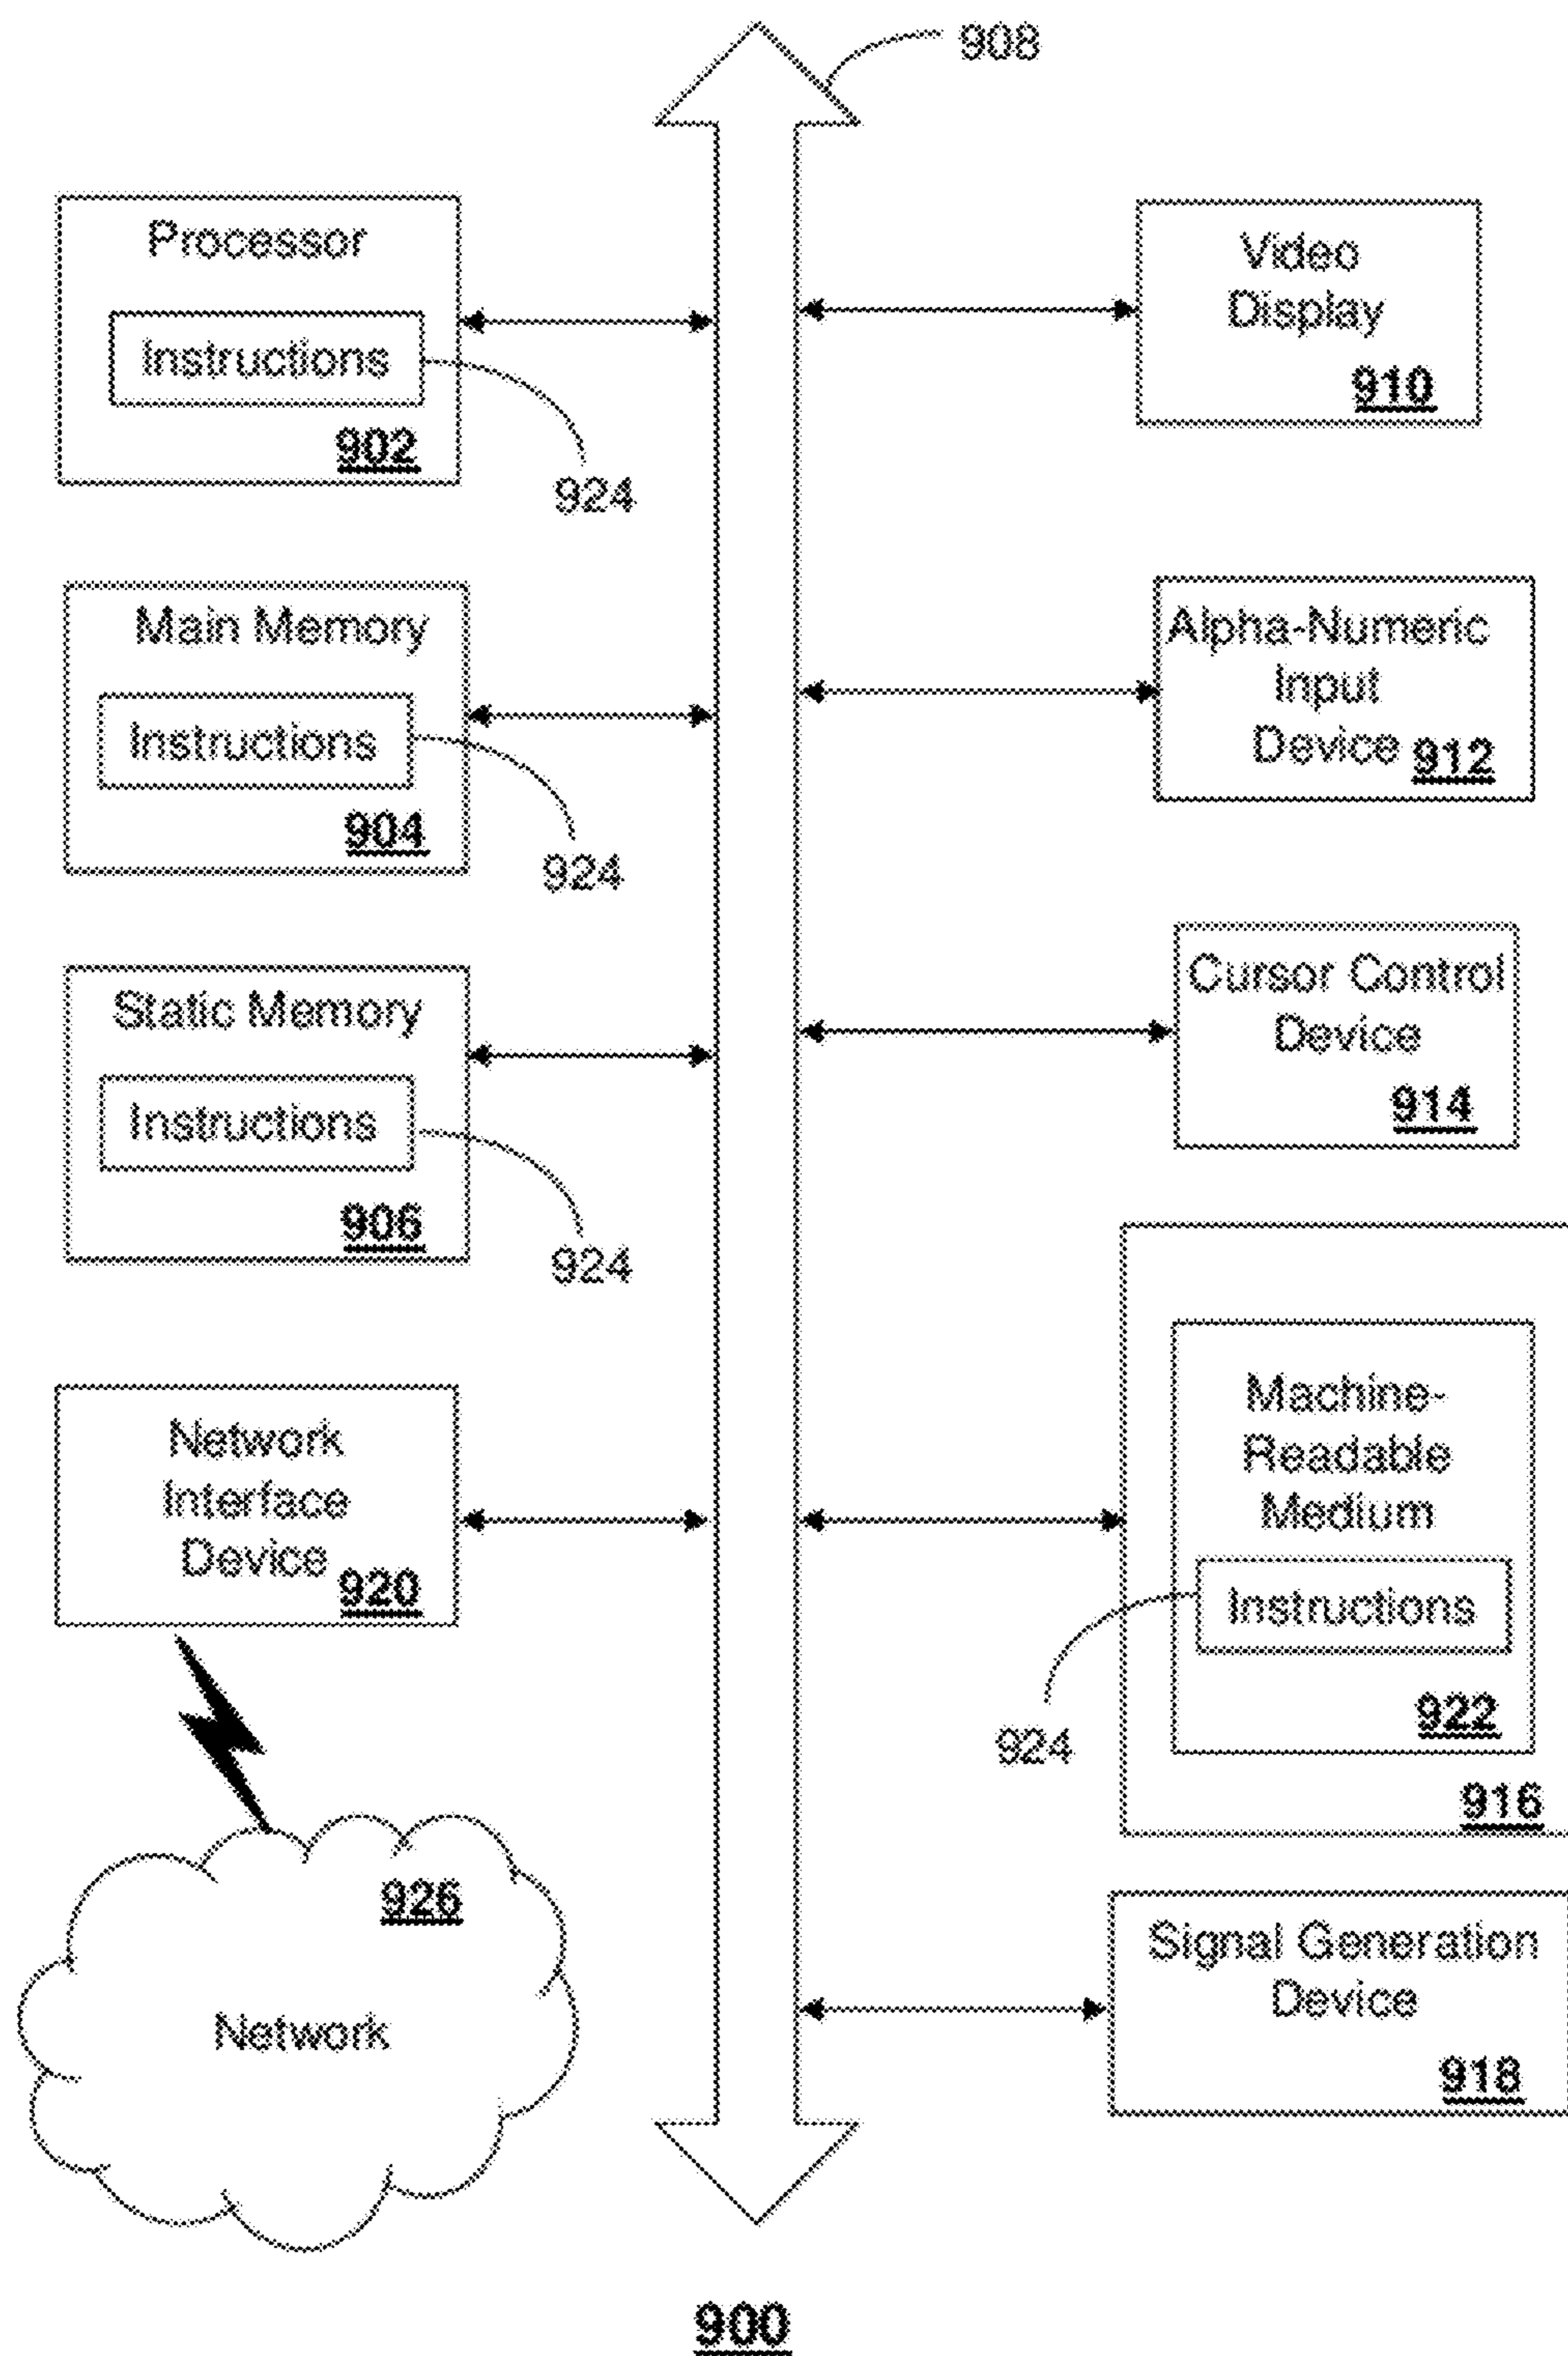 908
Processor
Instructions
902
924
Main Memory
Instructions
904
924
Static Memory
Instructions
906
924
Network
Interface
Device
920
926
Network
Video
Display
910
Alpha-Numeric
Input
Device 912
Cursor Control
Device
914
Machine-
Readable
Medium
Instructions
924
922
916
Signal Generation
Device
918
900